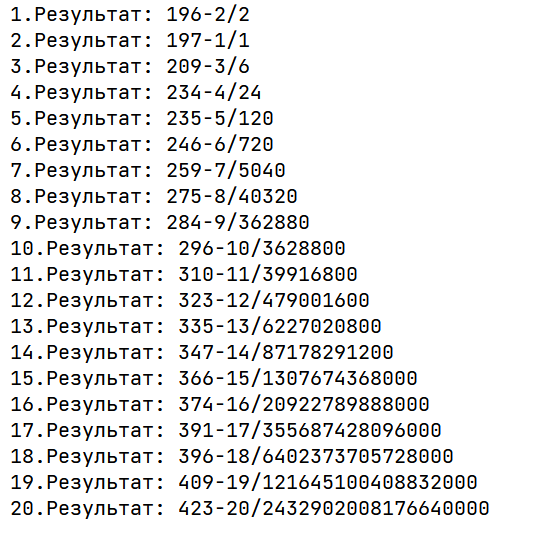 1.Результат: 196-2/2
2.Результат: 197-1/1
3.Результат: 209-3/6
4.Результат: 234-4/24
5.Результат: 235-5/120
6.Результат: 246-6/720
7.Результат: 259-7/5040
8.Результат: 275-8/40320
9.Результат: 284-9/362880
10.Результат: 296-10/3628800
11.Результат: 310-11/39916800
12.Результат: 323-12/479001600
13.Результат: 335-13/6227020800
14.Результат: 347-14/87178291200
15.Результат: 366-15/1307674368000
16.Результат: 374-16/20922789888000
17.Результат: 391-17/355687428096000
18.Результат: 396-18/6402373705728000
19.Результат: 409-19/121645100408832000
20.Результат: 423-20/2432902008176640000